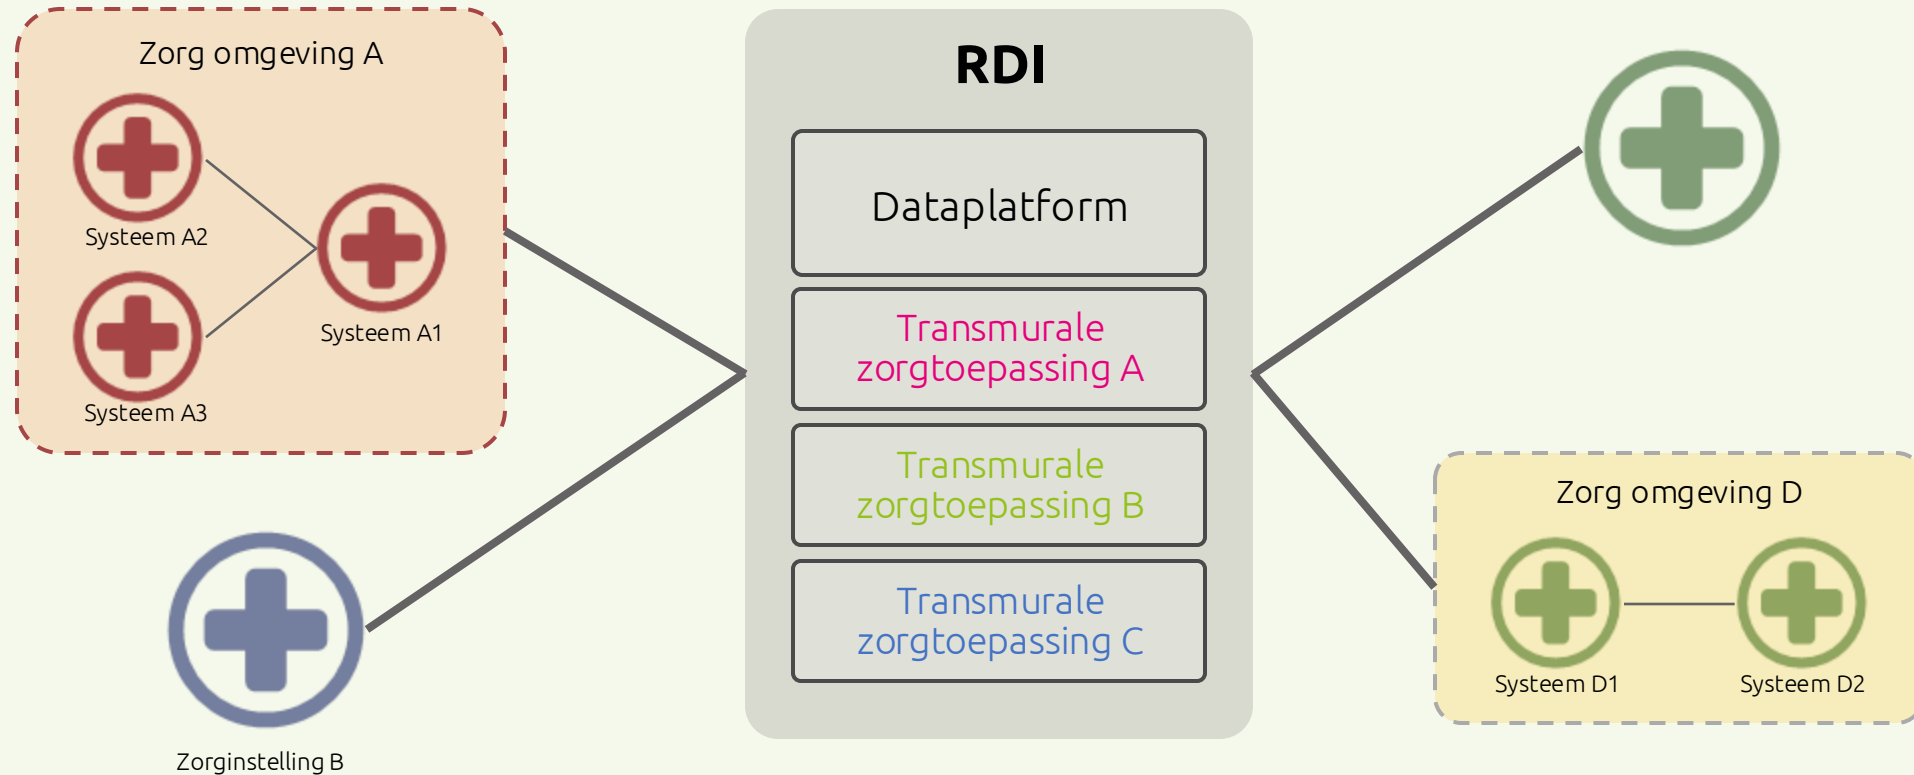 Zorg omgeving A
Systeem A2
Systeem A1
Systeem A3
Zorginstelling B
RDI
Dataplatform
Transmurale
zorgtoepassing A
Transmurale
zorgtoepassing B
Transmurale
zorgtoepassing C
Zorg omgeving D
Systeem D1
Systeem D2